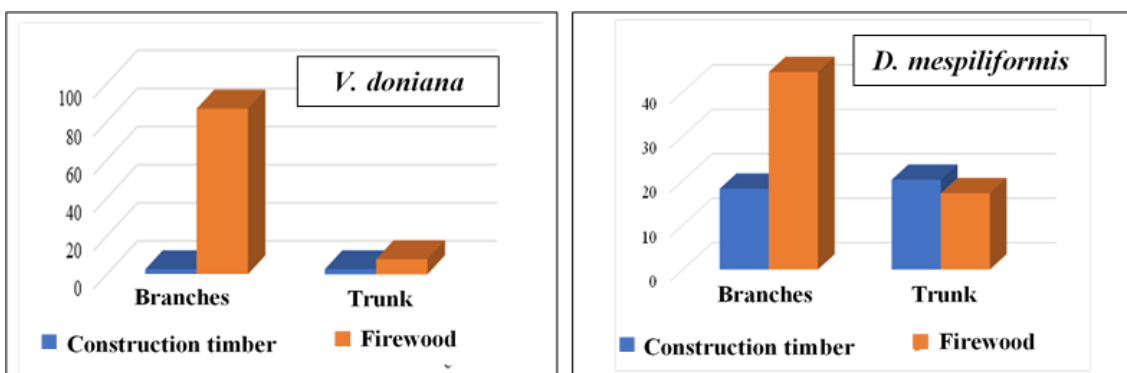 V. doniana
100
80
60
40
20
0
Branches Trunk
Construction timber Firewood
D. mespiliformis
40
30
20
10
0
Branches Trunk
Construction timber Firewood